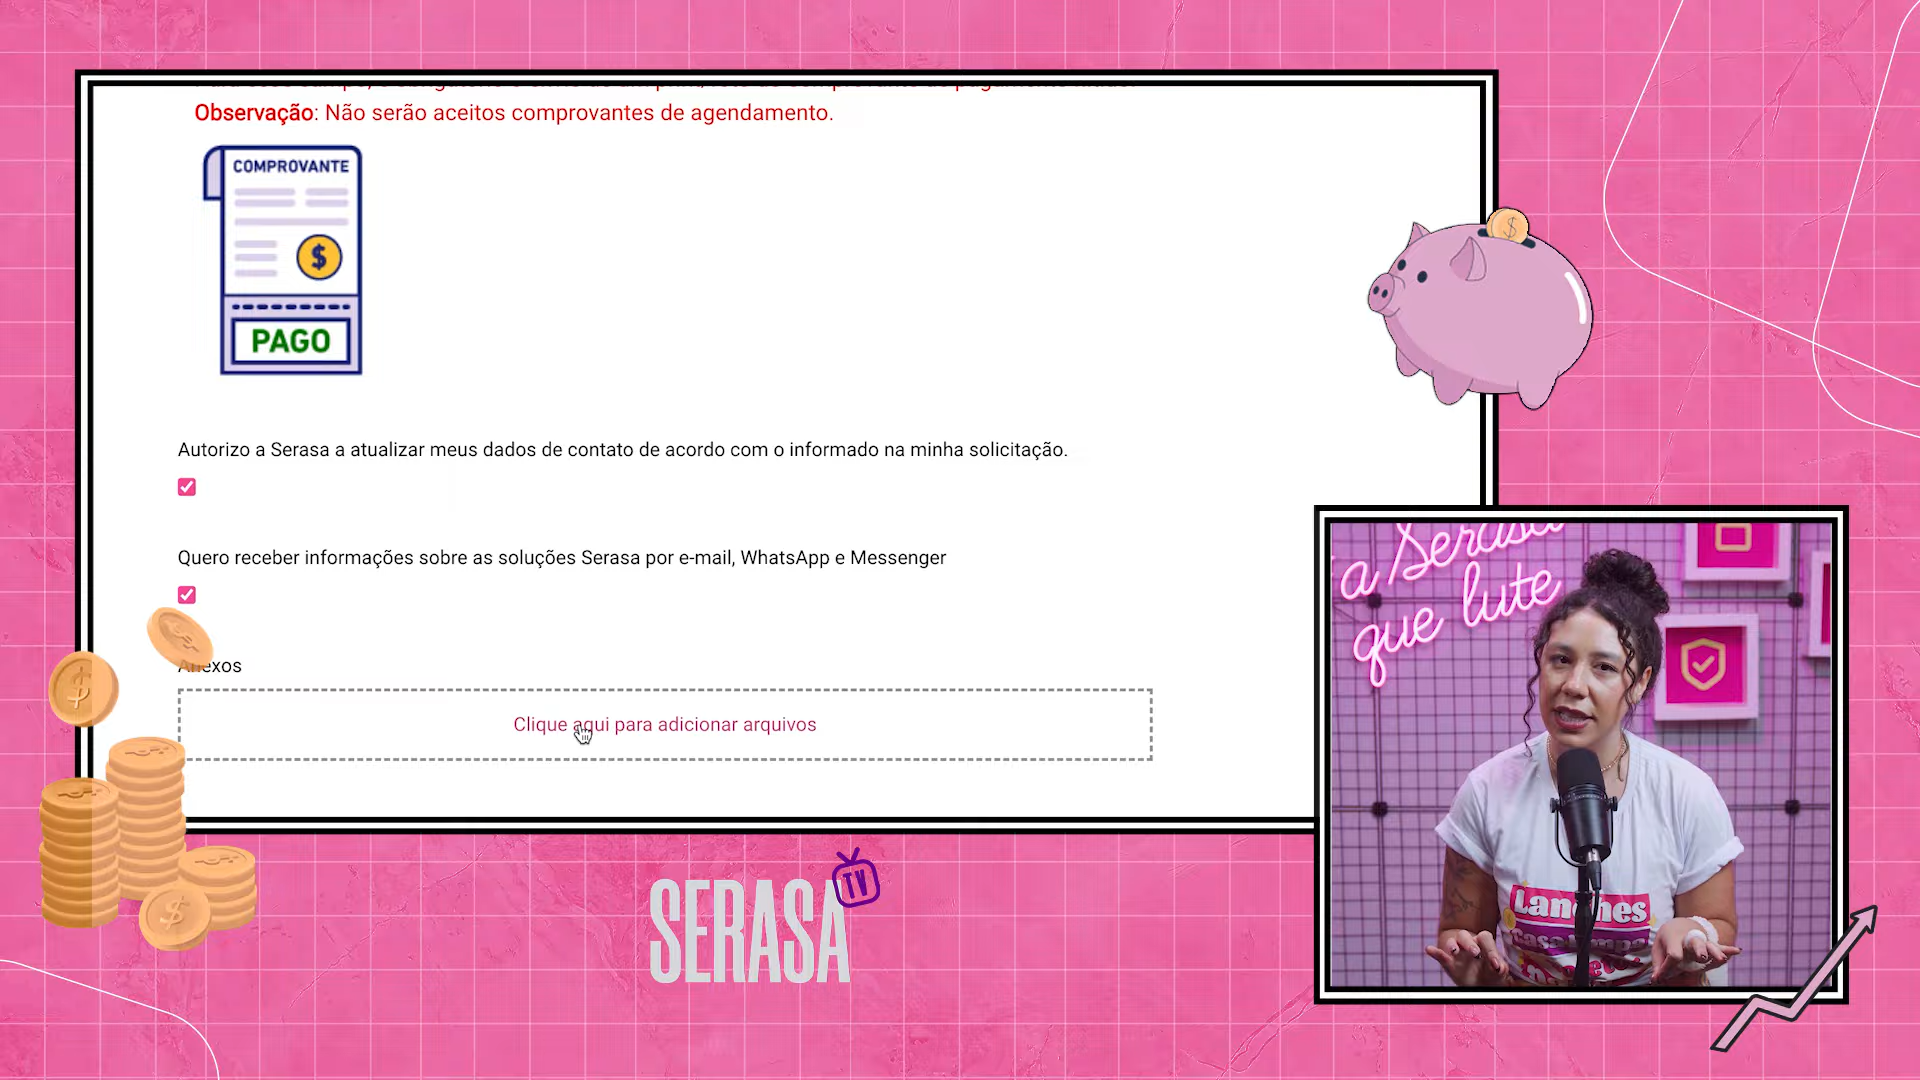 Observação: Não serão aceitos comprovantes de agendamento.
COMPROVANTE
$
PAGO
Autorizo a Serasa a atualizar meus dados de contato de acordo com o informado na minha solicitação.
Quero receber informações sobre as soluções Serasa por e-mail, WhatsApp e Messenger
Anexos
Clique aqui para adicionar arquivos
a Serasa
que lute
Lanches
SERASA
TV